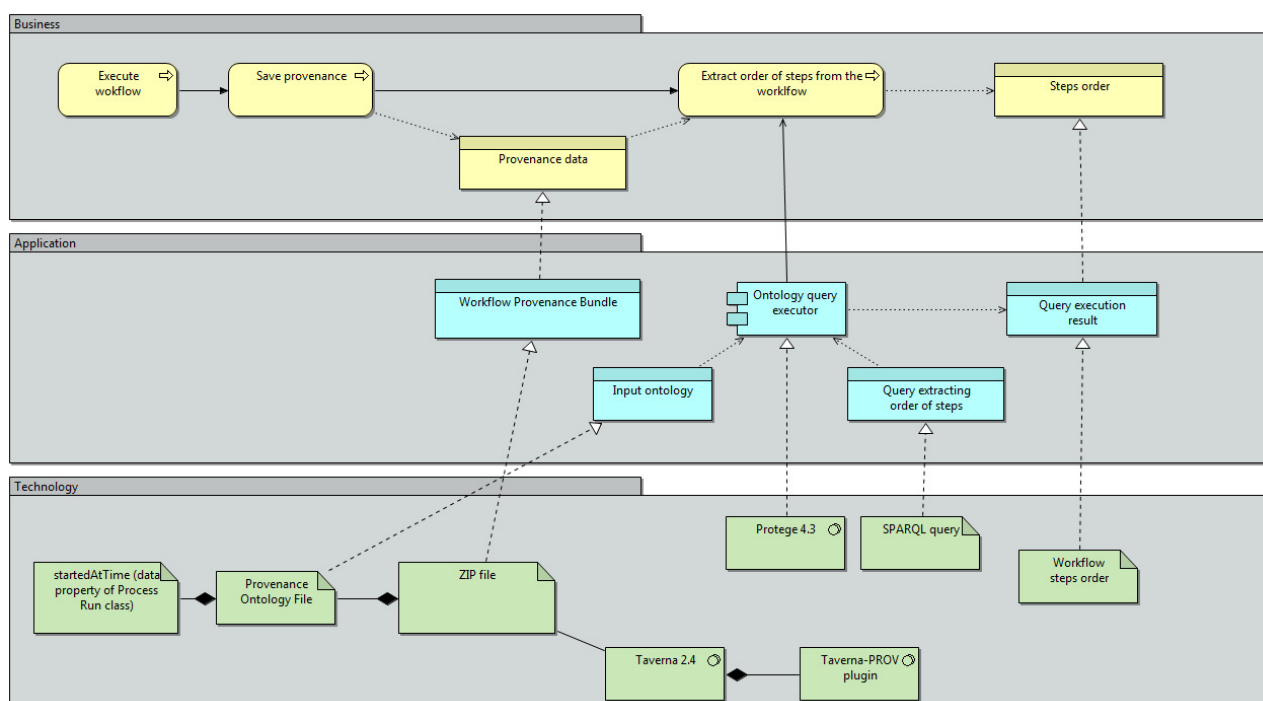 Business
Execute
wokflow
Save provenance
Extract order of steps from the
worklfow
Steps order
Provenance data
Application
Workflow Provenance Bundle
Ontology query
executor
Query execution
result
Input ontology
Query extracting
order of steps
Technology
Protege 4.3
SPARQL query
Workflow
steps order
startedAtTime (data
property of Process
Run class)
Provenance
Ontology File
ZIP file
Taverna 2.4
Taverna-PROV
plugin